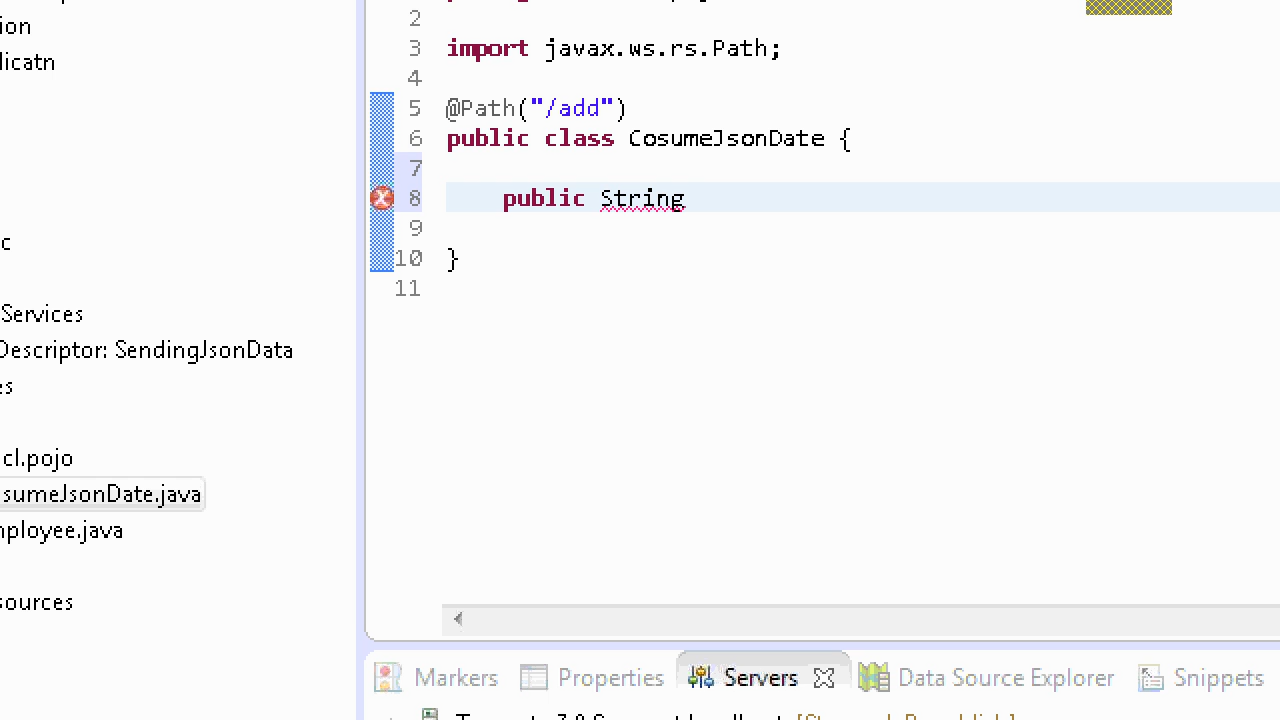 ion
licatn
c
Services
Descriptor: SendingJsonData
es
cl.pojo
sumeJsonDate.java
mployee.java
sources
2
3 import javax.ws.rs.Path;
4
5 @Path("/add")
6 public class CosumeJsonDate {
7
8 public String
9
10 }
11
Markers Properties Servers Data Source Explorer Snippets